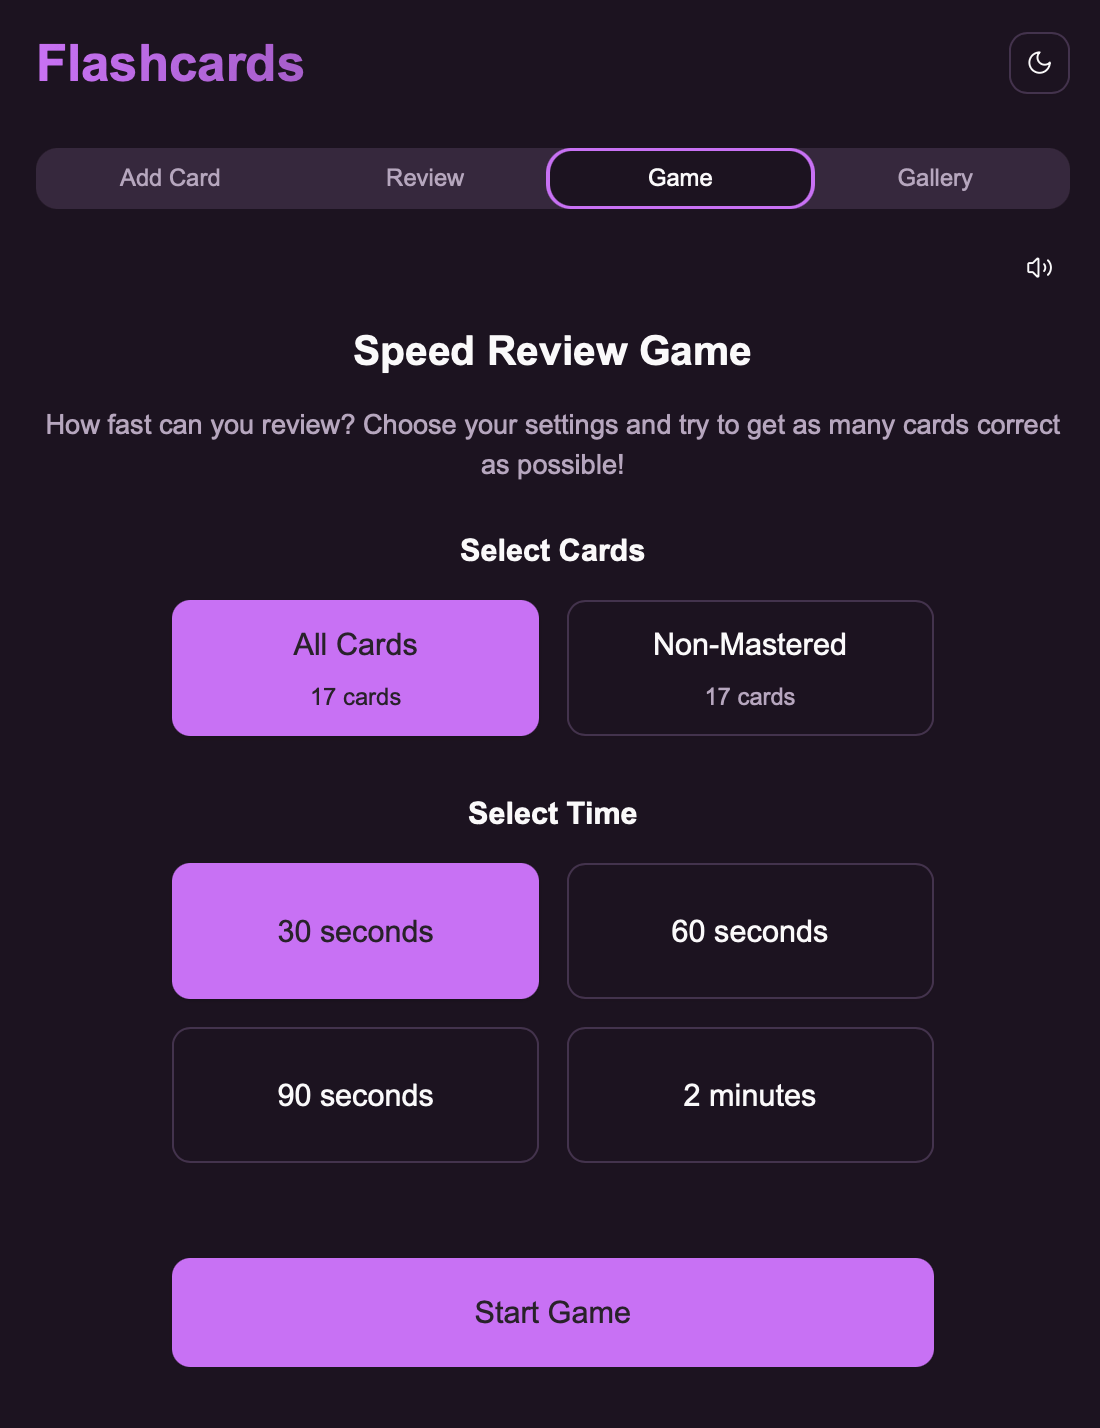 Flashcards
Add Card
Review
Game
Gallery
Speed Review Game
How fast can you review? Choose your settings and try to get as many cards correct
as possible!
Select Cards
All Cards
17 cards
Non-Mastered
17 cards
Select Time
30 seconds
60 seconds
90 seconds
2 minutes
Start Game